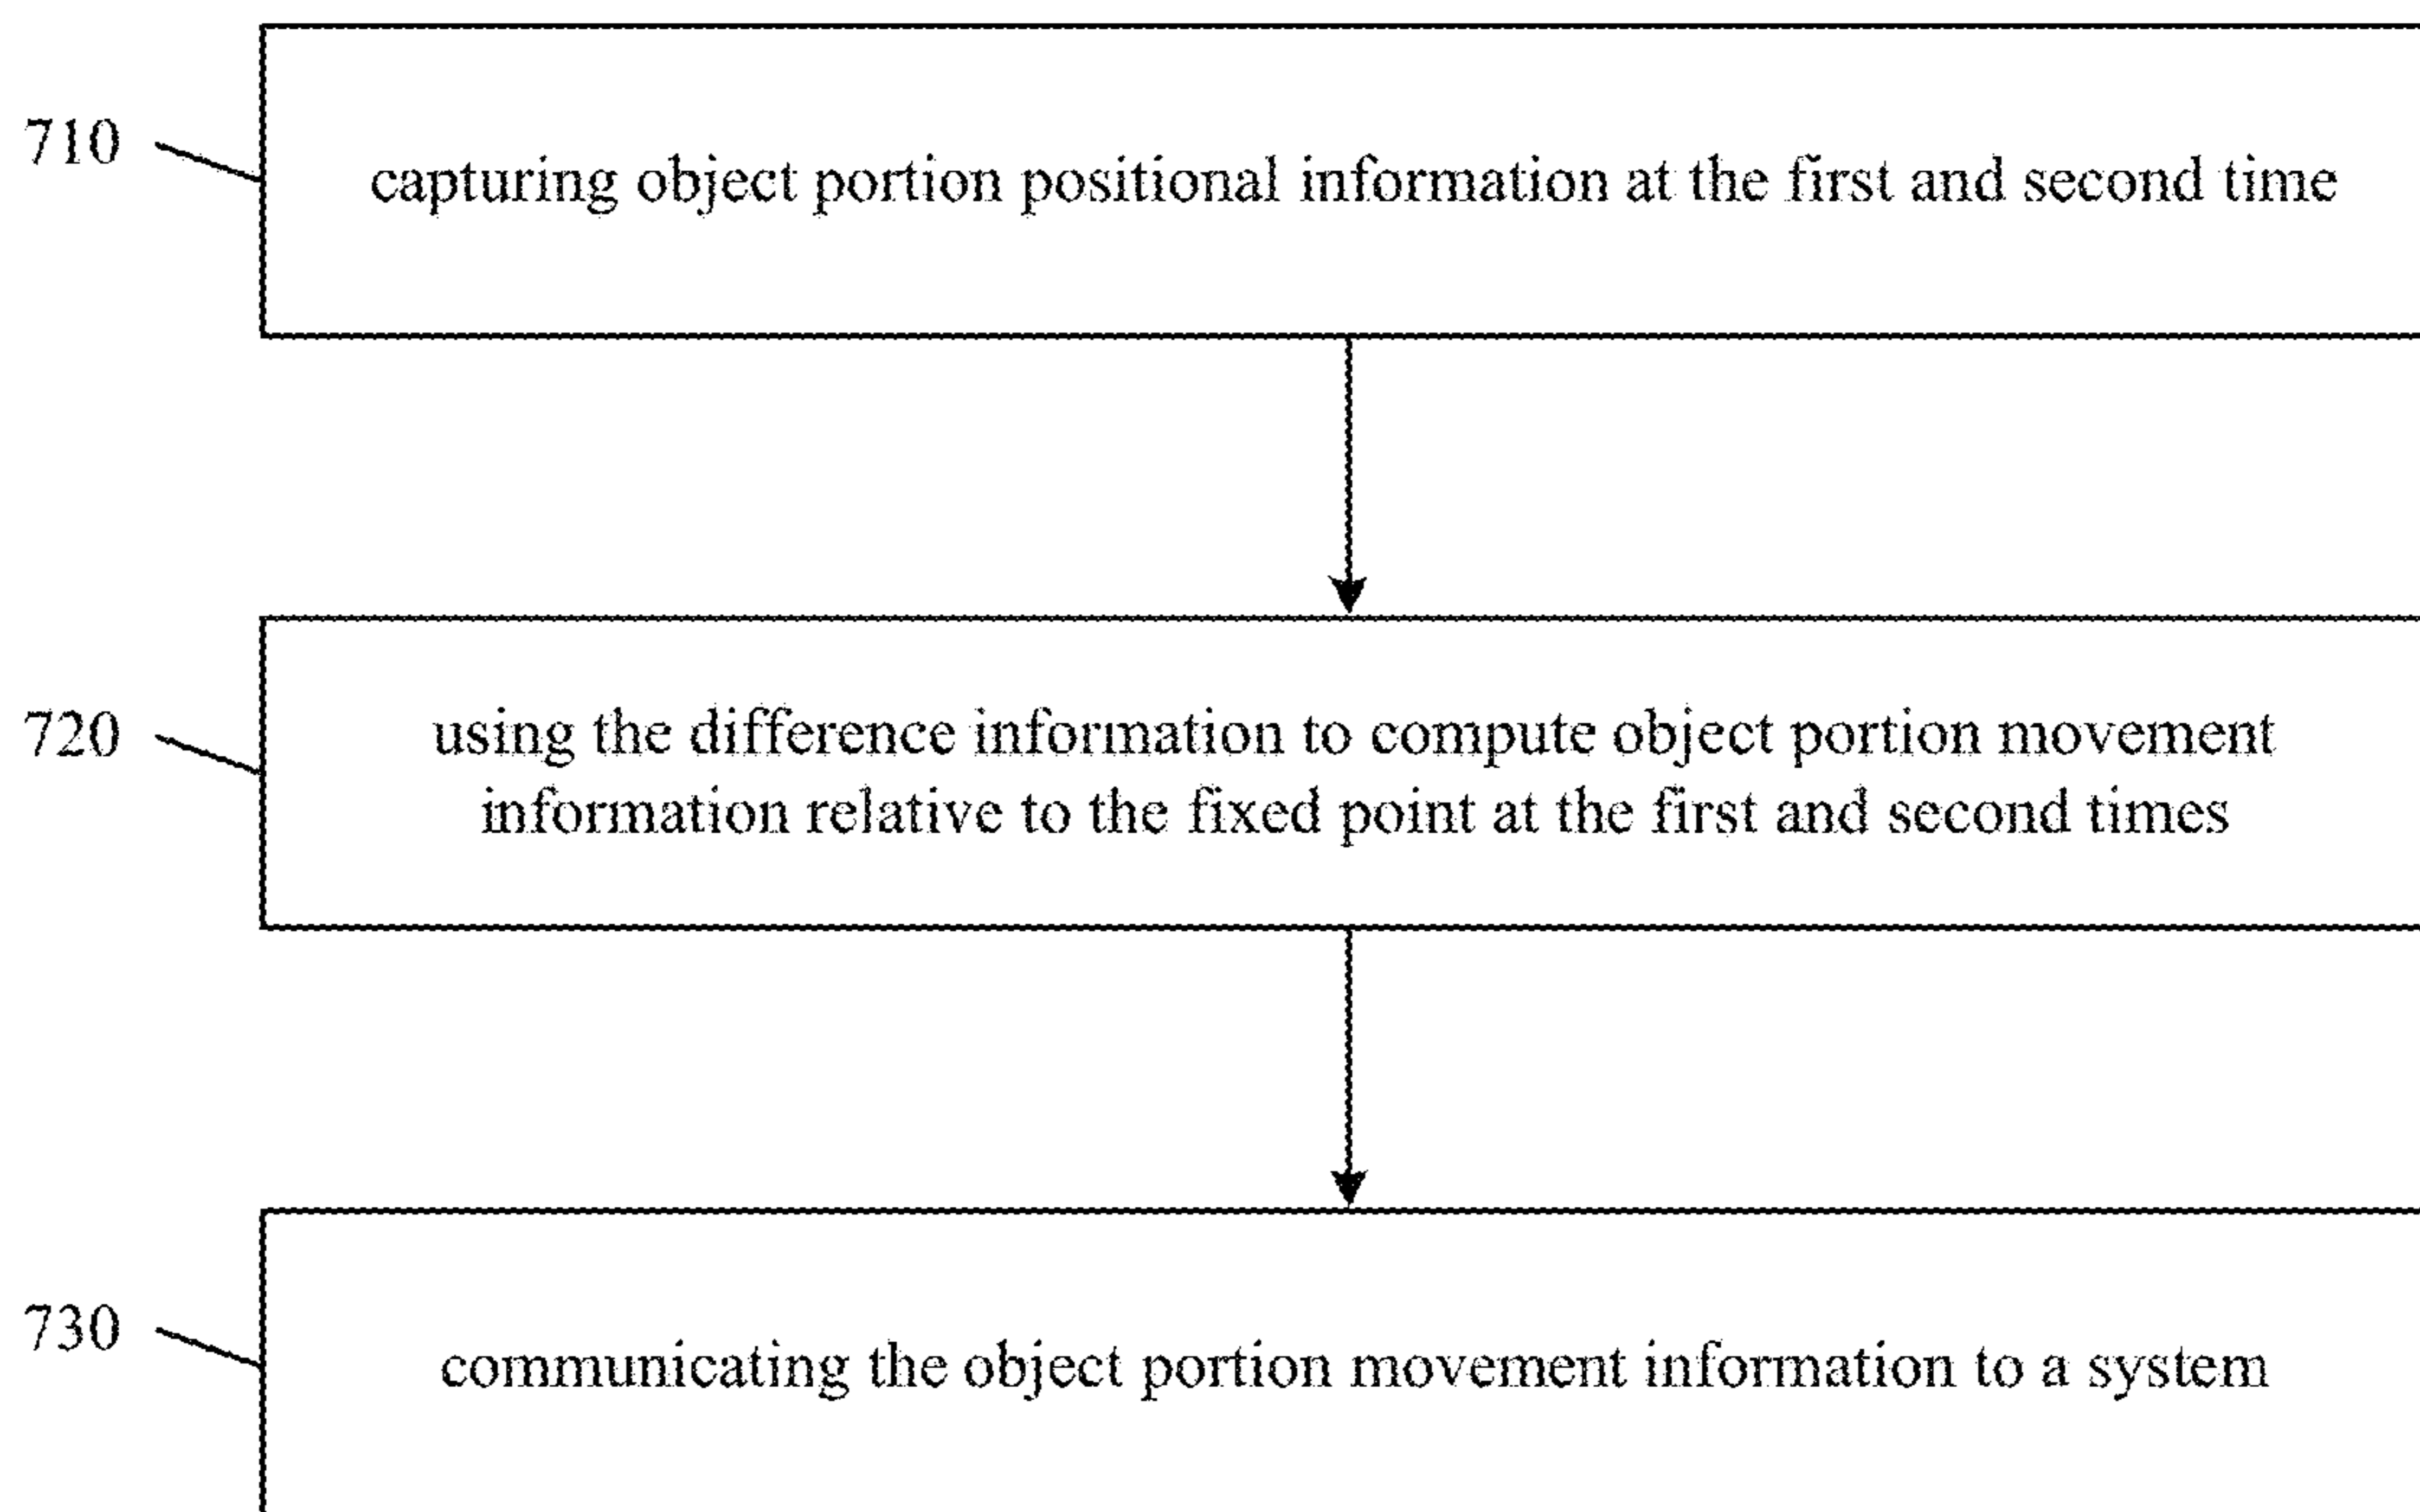 710
capturing object portion positional information at the first and second time
720
using the difference information to compute object portion movement
information relative to the fixed point at the first and second times
730
communicating the object portion movement information to a system